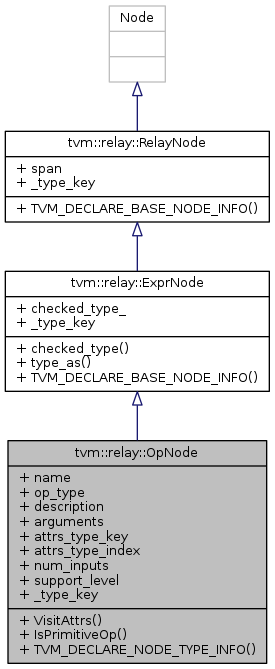 Node
tvm::relay::RelayNode
+ span
+ _type_key
+ TVM_DECLARE_BASE_NODE_INFO()
tvm::relay::ExprNode
+ checked_type_
+ _type_key
+ checked_type()
+ type_as()
+ TVM_DECLARE_BASE_NODE_INFO()
tvm::relay::OpNode
+ name
+ op_type
+ description
+ arguments
+ attrs_type_key
+ attrs_type_index
+ num_inputs
+ support_level
+ _type_key
+ VisitAttrs()
+ IsPrimitiveOp()
+ TVM_DECLARE_NODE_TYPE_INFO()